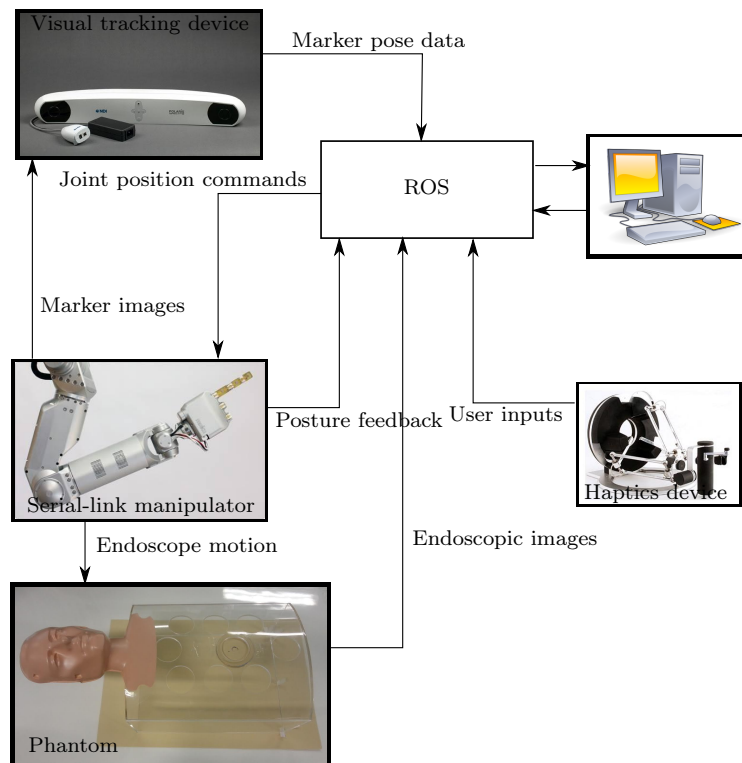 Visual tracking device
Marker pose data
Joint position commands
ROS
Marker images
Posture feedback
User inputs
Serial-link manipulator
Haptics device
Endoscope motion
Endoscopic images
Phantom